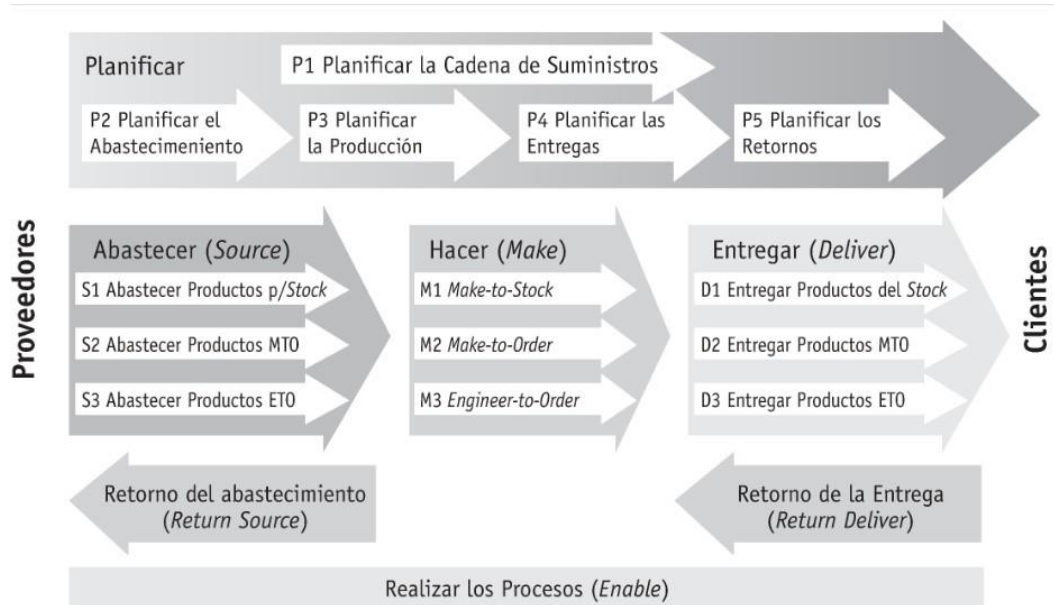 Planificar
P1 Planificar la Cadena de Suministros
P2 Planificar el
Abastecimeniento
P3 Planificar
la Producción
P4 Planificar las
Entregas
P5 Planificar los
Retornos
Proveedores
Abastecer (Source)
S1 Abastecer Productos p/Stock
S2 Abastecer Productos MTO
S3 Abastecer Productos ETO
Hacer (Make)
M1 Make-to-Stock
M2 Make-to-Order
M3 Engineer-to-Order
Entregar (Deliver)
D1 Entregar Productos del Stock
D2 Entregar Productos MTO
D3 Entregar Productos ETO
Clientes
Retorno del abastecimiento
(Return Source)
Retorno de la Entrega
(Return Deliver)
Realizar los Procesos (Enable)